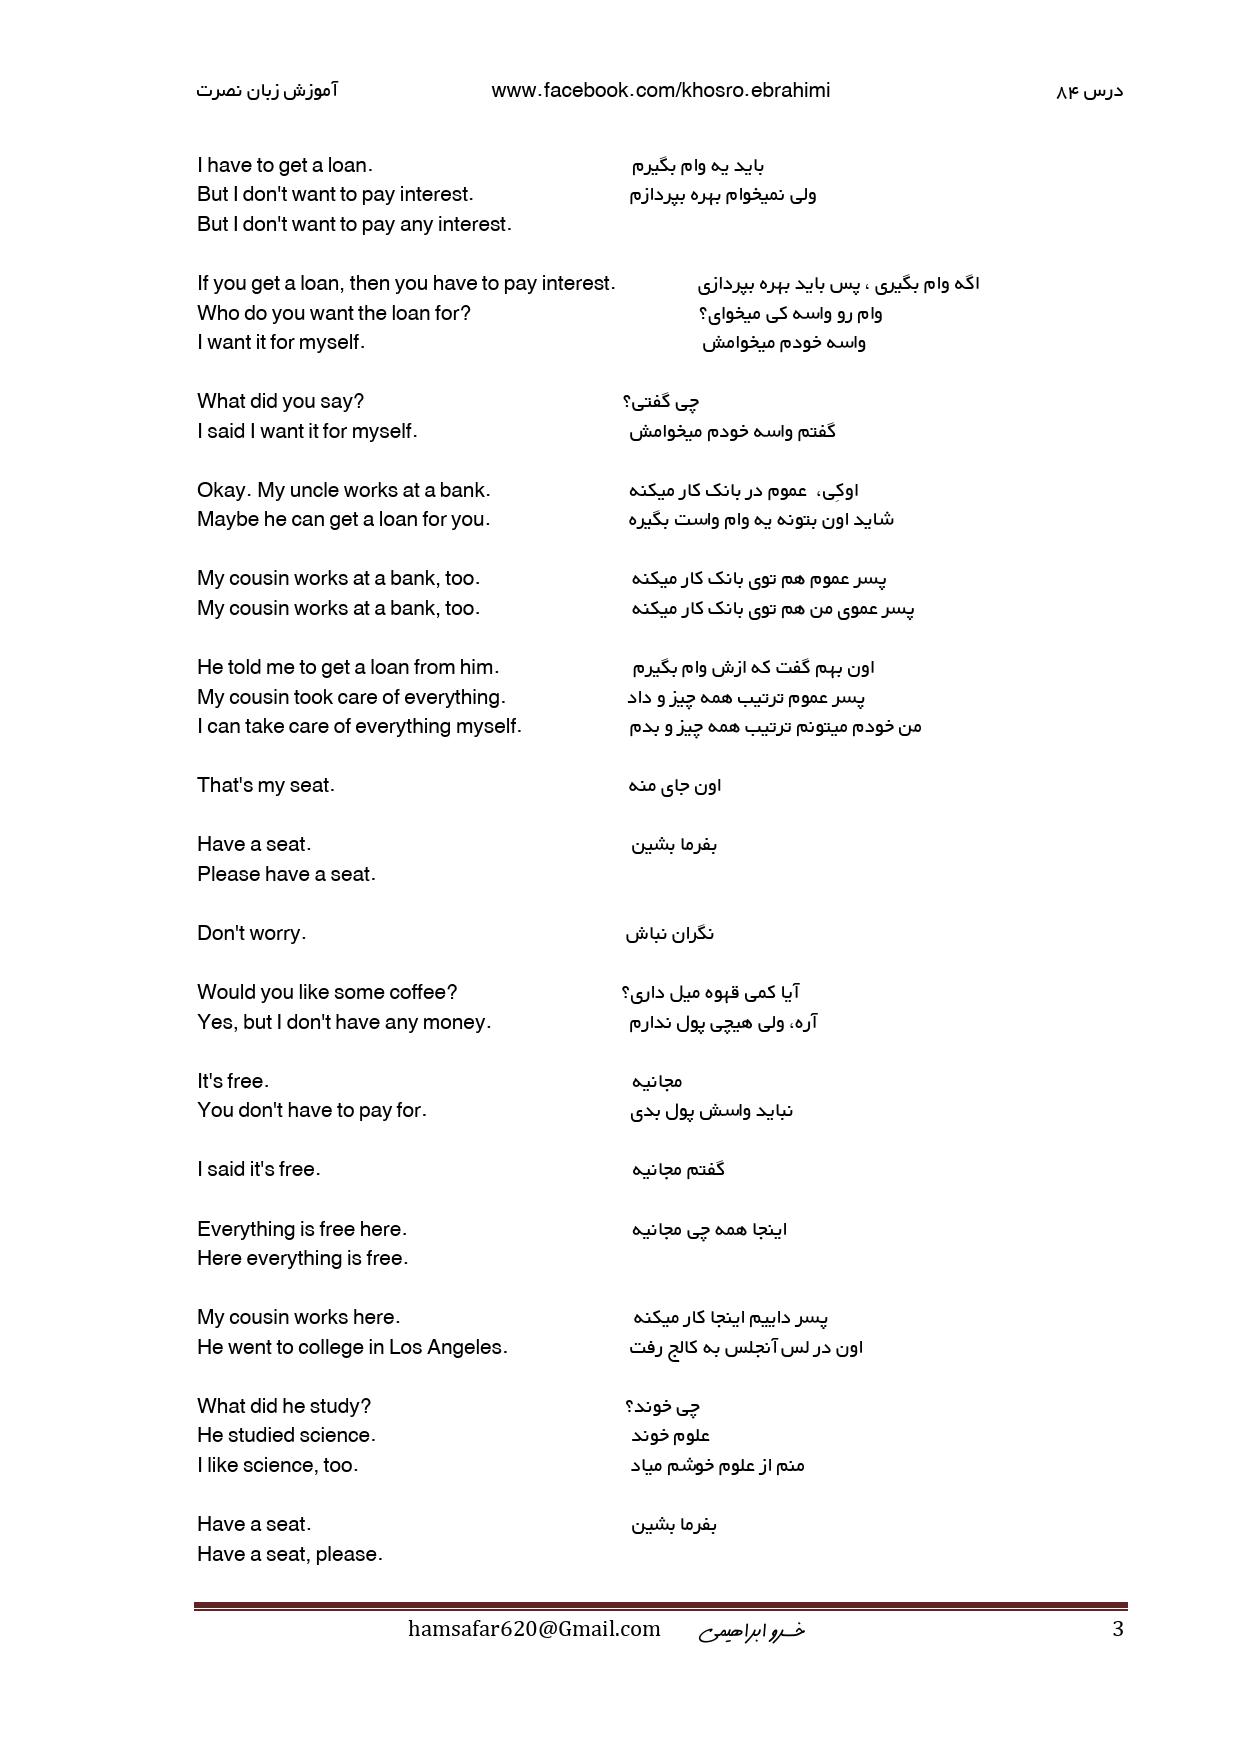 آموزش زبان نصرت www.facebook.com/khosro.ebrahimi درس ۸۴
I have to get a loan. باید یه وام بگیرم
But I don't want to pay interest. ولی نمیخوام بهره بپردازم
But I don't want to pay any interest.
If you get a loan, then you have to pay interest. اگه وام بگیری ، پس باید بهره بپردازی
Who do you want the loan for? وام رو واسه کی میخوای؟
I want it for myself. واسه خودم میخوامش
What did you say? چی گفتی؟
I said I want it for myself. گفتم واسه خودم میخوامش
Okay. My uncle works at a bank. اوکِی، عموم در بانک کار میکنه
Maybe he can get a loan for you. شاید اون بتونه یه وام واست بگیره
My cousin works at a bank, too. پسر عموم هم توی بانک کار میکنه
My cousin works at a bank, too. پسر عموی من هم توی بانک کار میکنه
He told me to get a loan from him. اون بهم گفت که ازش وام بگیرم
My cousin took care of everything. پسر عموم ترتیب همه چیز و داد
I can take care of everything myself. من خودم میتونم ترتیب همه چیز و بدم
That's my seat. اون جای منه
Have a seat. بفرما بشین
Please have a seat.
Don't worry. نگران نباش
Would you like some coffee? آیا کمی قهوه میل داری؟
Yes, but I don't have any money. آره، ولی هیچی پول ندارم
It's free. مجانیه
You don't have to pay for. نباید واسش پول بدی
I said it's free. گفتم مجانیه
Everything is free here. اینجا همه چی مجانیه
Here everything is free.
My cousin works here. پسر داییم اینجا کار میکنه
He went to college in Los Angeles. اون در لس آنجلس به کالج رفت
What did he study? چی خوند؟
He studied science. علوم خوند
I like science, too. منم از علوم خوشم میاد
Have a seat. بفرما بشین
Have a seat, please.
hamsafar620@Gmail.com خسرو ابراهیمی 3